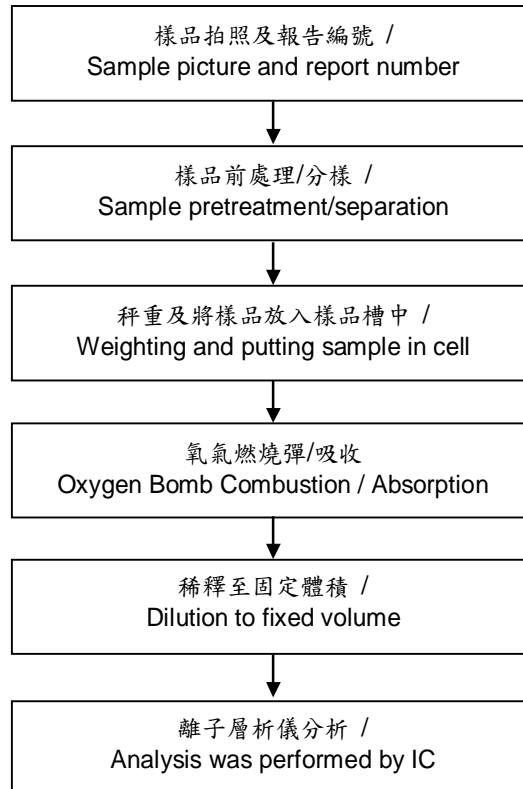 樣品拍照及報告編號 /
Sample picture and report number
樣品前處理/分樣 /
Sample pretreatment/separation
秤重及將樣品放入樣品槽中 /
Weighting and putting sample in cell
氧氣燃燒彈/吸收
Oxygen Bomb Combustion / Absorption
稀釋至固定體積 /
Dilution to fixed volume
離子層析儀分析 /
Analysis was performed by IC